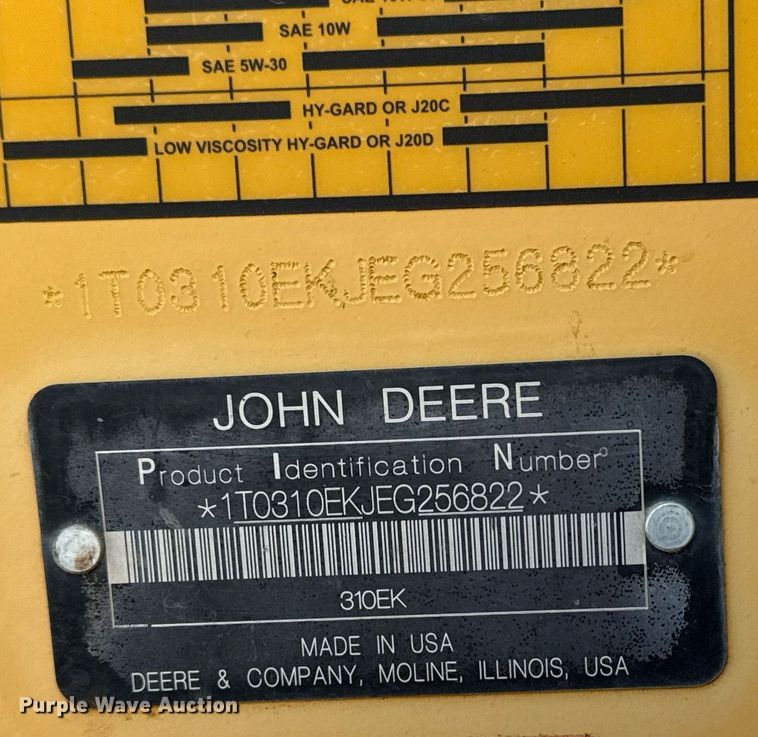 SAE 10W
SAE 5W-30
HY-GARD OR J20C
LOW VISCOSITY HY-GARD OR J20D
*1T0310EKJEG256822*
JOHN DEERE
Product Identification Number
*1T0310EKJEG256822*
310EK
MADE IN USA
DEERE & COMPANY, MOLINE, ILLINOIS, USA
Purple Wave Auction